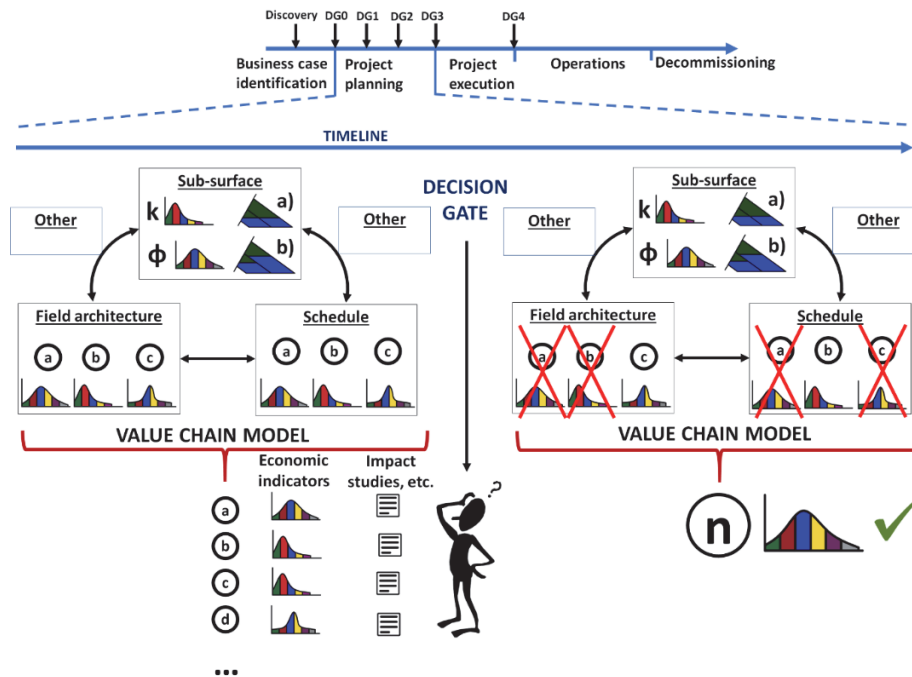 Discovery DG0 DG1 DG2 DG3 DG4
Business case identification
Project planning
Project execution
Operations
Decommissioning
TIMELINE
Sub-surface
k
a)
ϕ
b)
Other
Other
Field architecture
a b c
Schedule
a b c
VALUE CHAIN MODEL
Economic indicators
Impact studies, etc.
a
b
c
d
...
DECISION GATE
?
Sub-surface
k
a)
ϕ
b)
Other
Other
Field architecture
a b c
Schedule
a b c
VALUE CHAIN MODEL
n